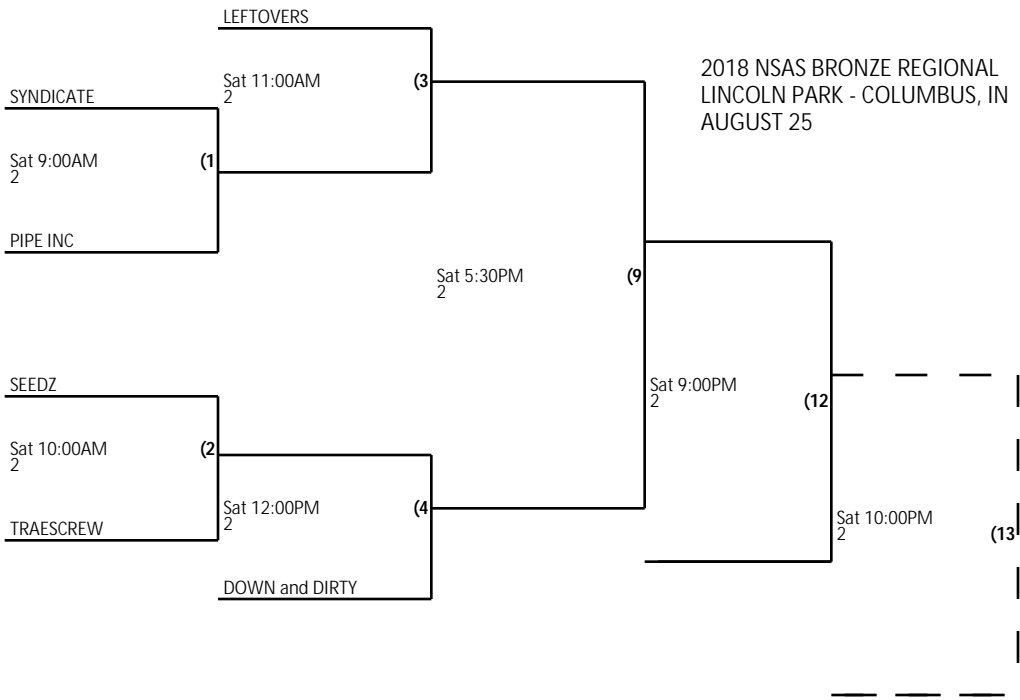 LEFTOVERS
2018 NSAS BRONZE REGIONAL
LINCOLN PARK - COLUMBUS, IN
AUGUST 25
Sat 11:00AM
2
(3
SYNDICATE
Sat 9:00AM
2
(1
PIPE INC
Sat 5:30PM
2
(9
SEEDZ
Sat 9:00PM
2
(12
Sat 10:00AM
2
(2
Sat 12:00PM
2
(4
TRAESCREW
Sat 10:00PM
2
(13
DOWN and DIRTY